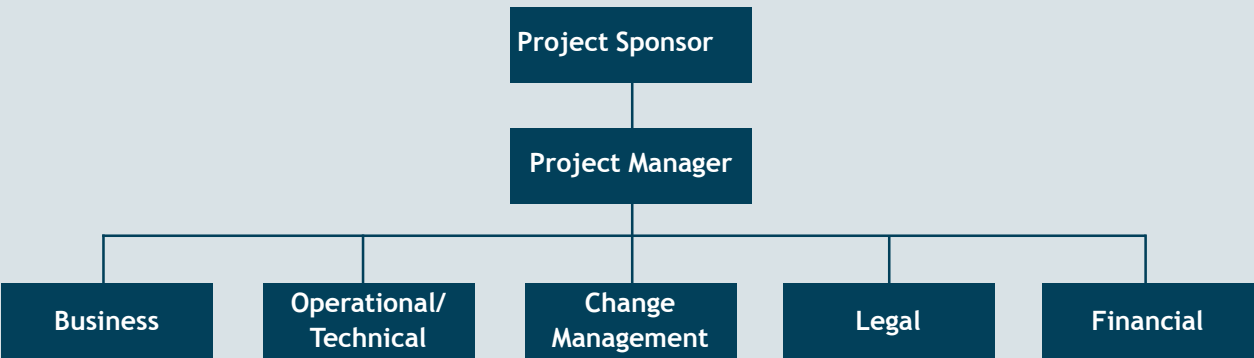 Project Sponsor
Project Manager
Business
Operational/
Technical
Change
Management
Legal
Financial